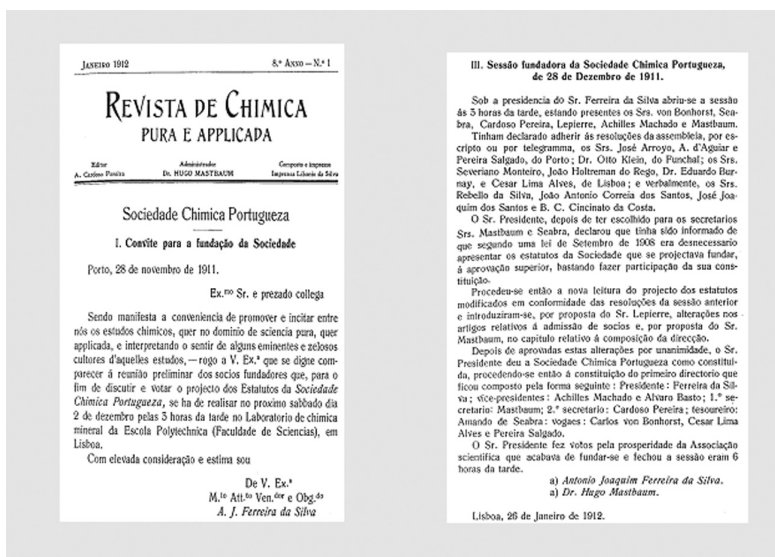 JANEIRO 1912 8.º ANNO — N.º 1
REVISTA DE CHIMICA
PURA E APPLICADA
Editor
A. Cardoso Pereira
Administrador
Dr. HUGO MASTBAUM
Composto e impresso
Imprensa Libanio da Silva
Sociedade Chimica Portugueza
I. Convite para a fundação da Sociedade
Porto, 28 de novembro de 1911.
Ex.mo Sr. e prezado collega
Sendo manifesta a conveniencia de promover e incitar entre
nós os estudos chimicos, quer no dominio de sciencia pura, quer
applicada, e interpretando o sentir de alguns eminentes e zelosos
cultores d'aquelles estudos, — rogo a V. Ex.ª que se digne com-
parecer á reunião preliminar dos socios fundadores que, para o
fim de discutir e votar o projecto dos Estatutos da Sociedade
Chimica Portugueza, se ha de realisar no proximo sabbado dia
2 de dezembro pelas 3 horas da tarde no Laboratorio de chimica
mineral da Escola Polytechnica (Faculdade de Sciencias), em
Lisboa.
Com elevada consideração e estima sou
De V. Ex.ª
M.to Att.to Ven.dor e Obg.do
A. J. Ferreira da Silva
III. Sessão fundadora da Sociedade Chimica Portugueza,
de 28 de Dezembro de 1911.
Sob a presidencia do Sr. Ferreira da Silva abriu-se a sessão
ás 3 horas da tarde, estando presentes os Srs. von Bonhorst, Sea-
bra, Cardoso Pereira, Lepierre, Achilles Machado e Mastbaum.
Tinham declarado adherir ás resoluções da assembleia, por es-
cripto ou por telegramma, os Srs. José Arroyo, A. d'Aguiar e
Pereira Salgado, do Porto; Dr. Otto Klein, do Funchal; os Srs.
Severiano Monteiro, João Holtreman do Rego, Dr. Eduardo Bur-
nay, e Cesar Lima Alves, de Lisboa; e verbalmente, os Srs.
Rebello da Silva, João Antonio Correia dos Santos, José Joa-
quim dos Santos e B. C. Cincinato da Costa.
O Sr. Presidente, depois de ter escolhido para os secretarios
Srs. Mastbaum e Seabra, declarou que tinha sido informado de
que segundo uma lei de Setembro de 1908 era desnecessario
apresentar os estatutos da Sociedade que se projectava fundar,
á aprovação superior, bastando fazer participação da sua cons-
tituição.
Procedeu-se então a nova leitura do projecto dos estatutos
modificados em conformidade das resoluções da sessão anterior
e introduziram-se, por proposta do Sr. Lepierre, alterações nos
artigos relativos á admissão de socios e, por proposta do Sr.
Mastbaum, no capitulo relativo á composição da direcção.
Depois de aprovadas estas alterações por unanimidade, o Sr.
Presidente deu a Sociedade Chimica Portugueza como constitui-
da, procedendo-se então á constituição do primeiro directorio que
ficou composto pela forma seguinte: Presidente: Ferreira da Sil-
va; vice-presidentes: Achilles Machado e Alvaro Basto; 1.º se-
cretario: Mastbaum; 2.º secretario: Cardoso Pereira; tesoureiro:
Amando de Seabra: vogaes: Carlos von Bonhorst, Cesar Lima
Alves e Pereira Salgado.
O Sr. Presidente fez votos pela prosperidade da Associação
scientifica que acabava de fundar-se e fechou a sessão eram 6
horas da tarde.
a) Antonio Joaquim Ferreira da Silva.
a) Dr. Hugo Mastbaum.
Lisboa, 26 de Janeiro de 1912.